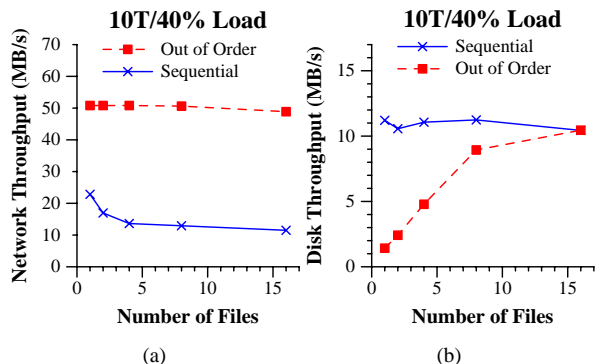 10T/40% Load
Out of Order
Sequential
Network Throughput (MB/s)
70
60
50
40
30
20
10
0
0 5 10 15
Number of Files
(a)
10T/40% Load
Sequential
Out of Order
Disk Throughput (MB/s)
15
10
5
0
0 5 10 15
Number of Files
(b)